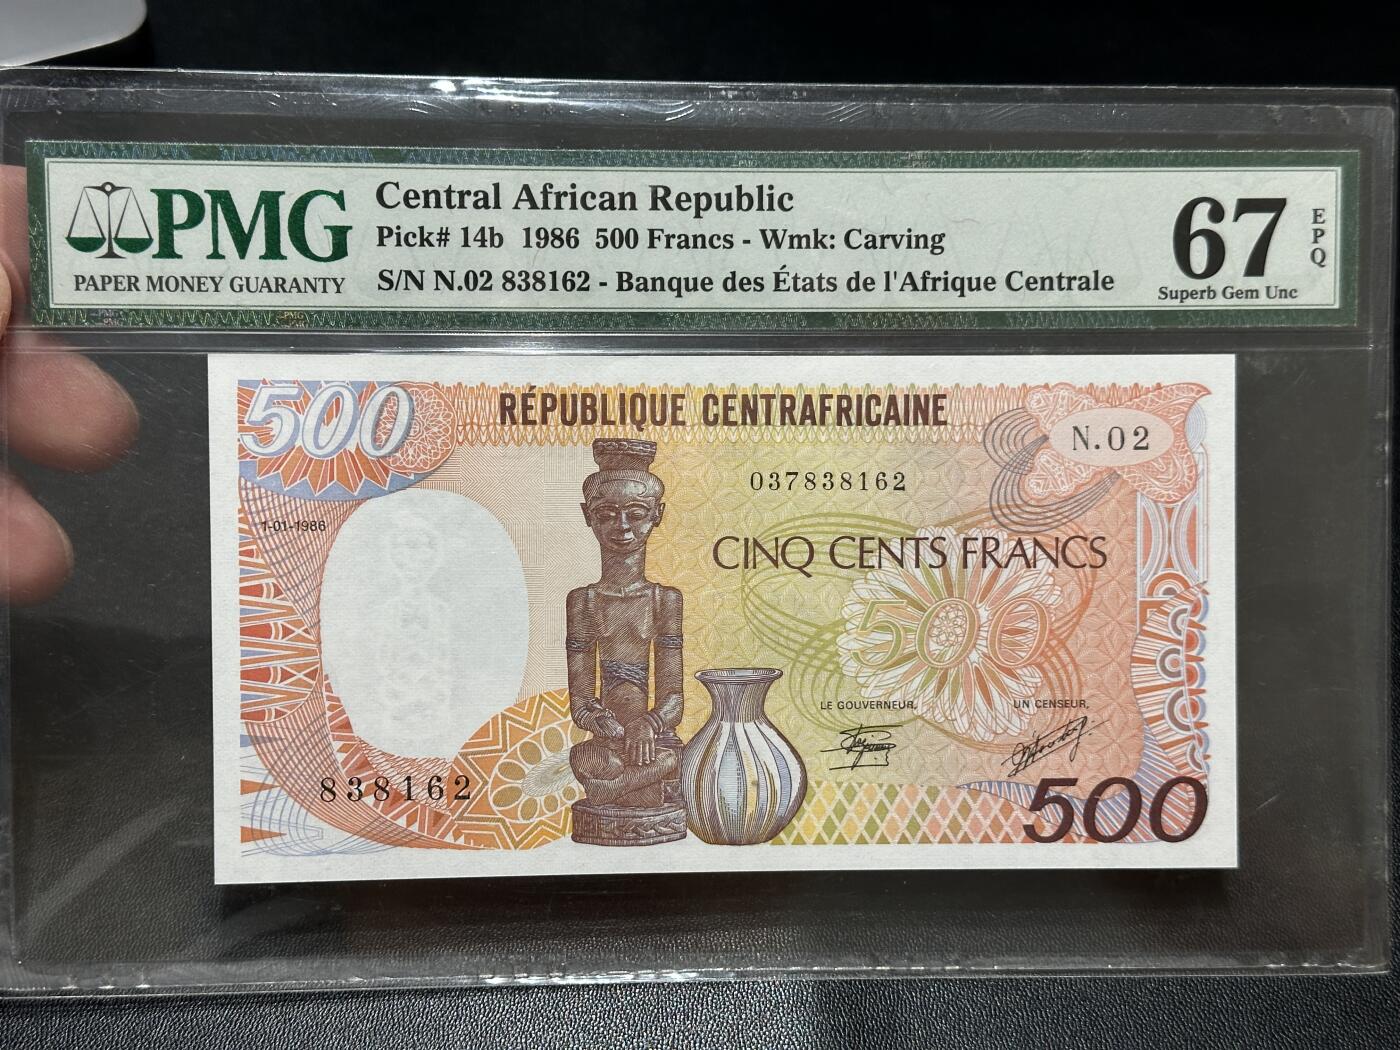 PMG
PAPER MONEY GUARANTY
Central African Republic
Pick# 14b 1986 500 Francs - Wmk: Carving
S/N N.02 838162 - Banque des États de l'Afrique Centrale
67
EPQ
Superb Gem Unc
500
RÉPUBLIQUE CENTRAFRICAINE
N.02
037838162
1-01-1986
CINQ CENTS FRANCS
500
LE GOUVERNEUR,
UN CENSEUR,
838162
500